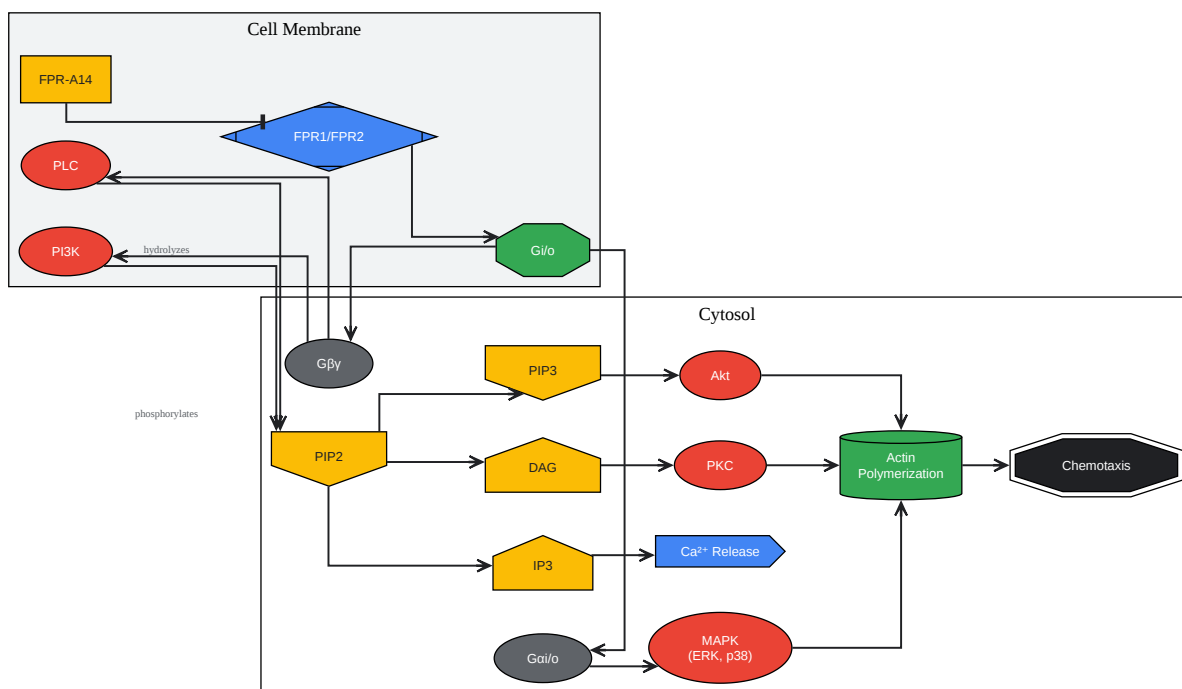 Cell Membrane
FPR-A14
FPR1/FPR2
PLC
PI3K
hydrolyzes
Gi/o
Cytosol
Gβγ
PIP3
Akt
phosphorylates
PIP2
DAG
PKC
Actin
Polymerization
Chemotaxis
IP3
Ca²⁺ Release
Gαi/o
MAPK
(ERK, p38)